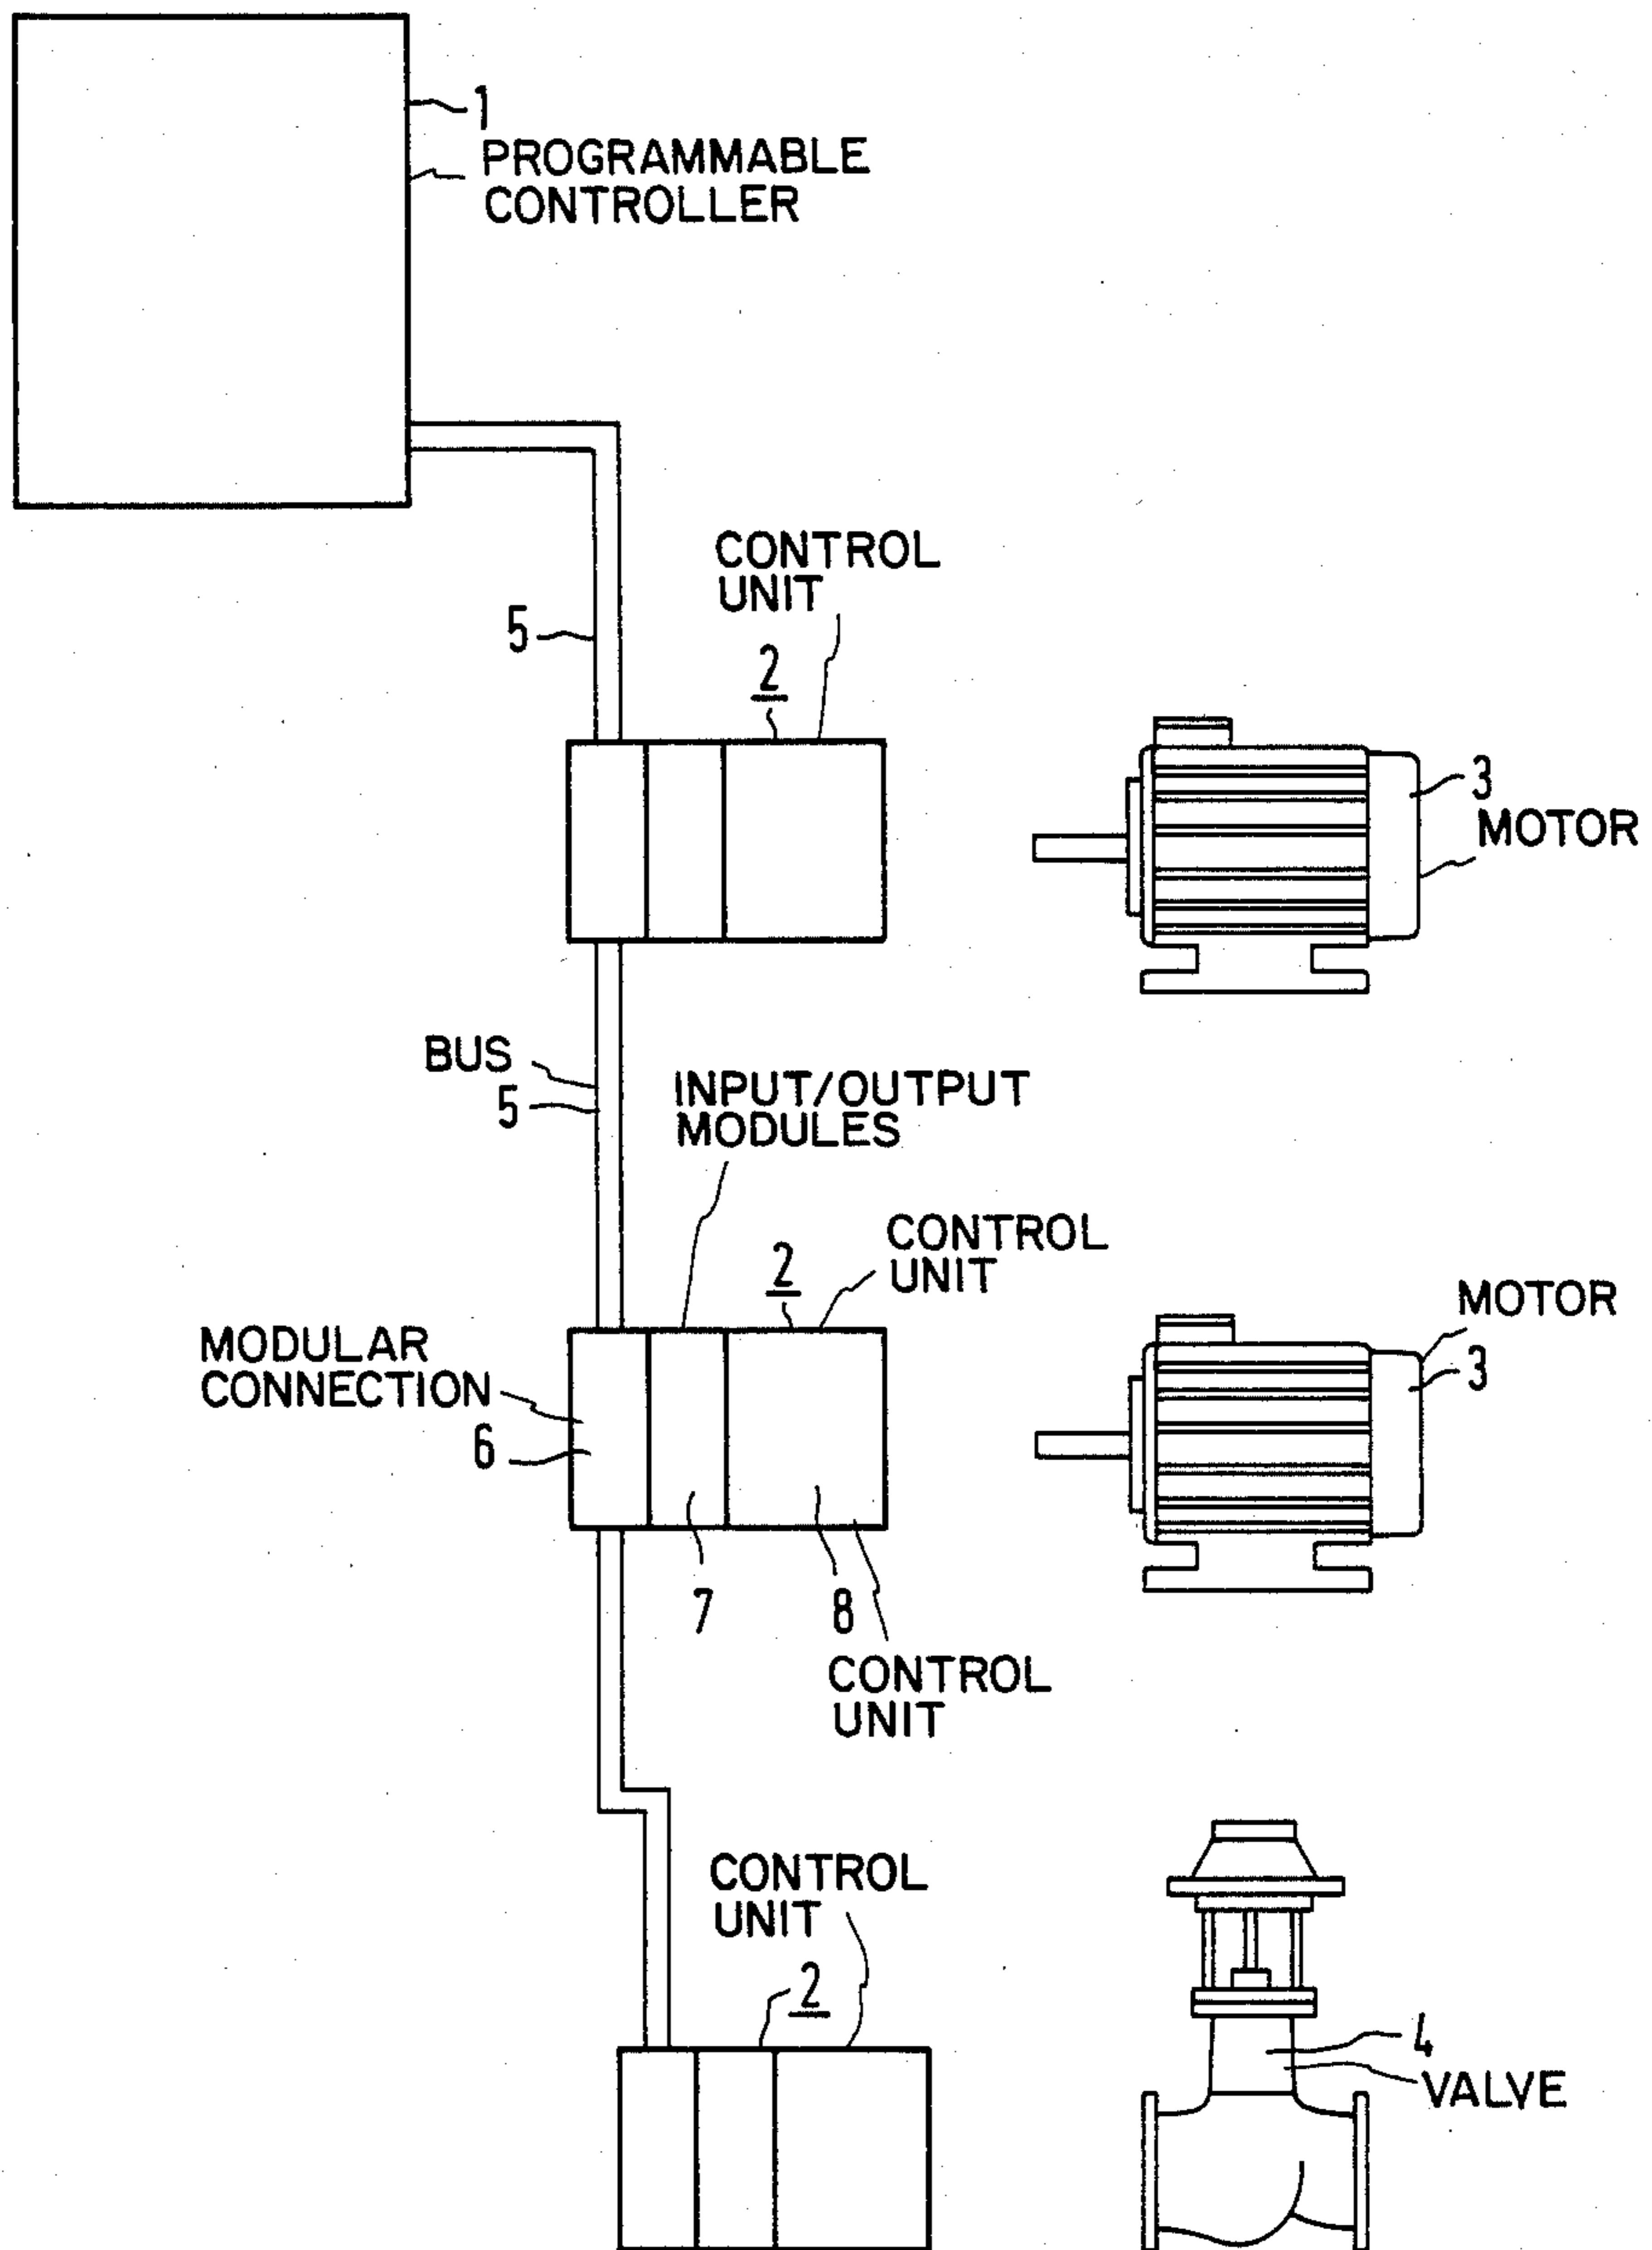 1
PROGRAMMABLE
CONTROLLER
CONTROL
UNIT
5
2
3
MOTOR
BUS
5
INPUT/OUTPUT
MODULES
2
CONTROL
UNIT
MOTOR
3
MODULAR
CONNECTION
6
7
8
CONTROL
UNIT
CONTROL
UNIT
2
4
VALVE